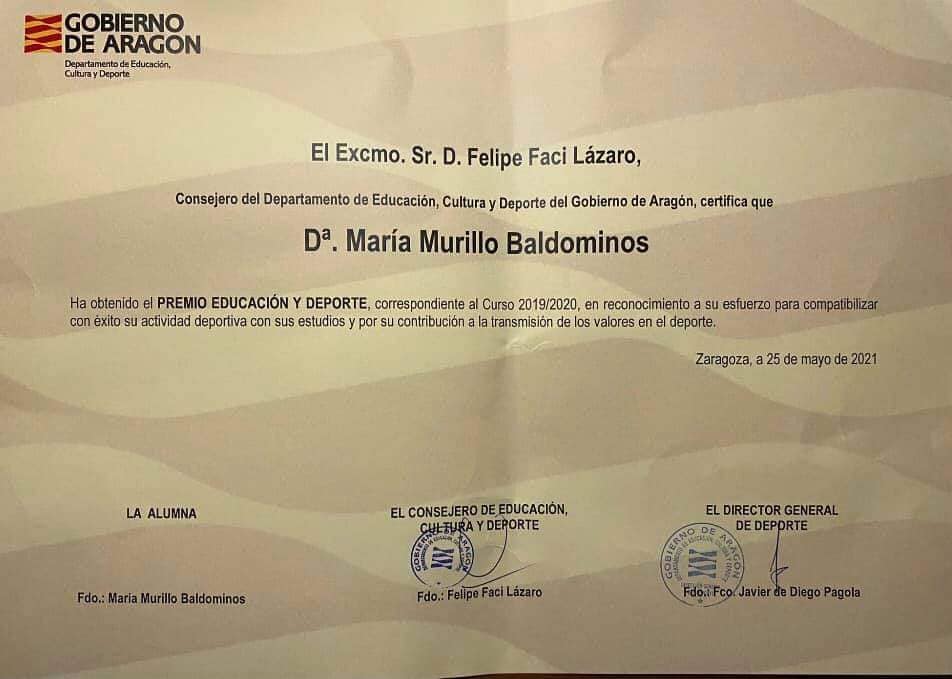 GOBIERNO
DE ARAGON
Departamento de Educación,
Cultura y Deporte
El Excmo. Sr. D. Felipe Faci Lázaro,
Consejero del Departamento de Educación, Cultura y Deporte del Gobierno de Aragón, certifica que
Dª. María Murillo Baldominos
Ha obtenido el PREMIO EDUCACIÓN Y DEPORTE, correspondiente al Curso 2019/2020, en reconocimiento a su esfuerzo para compatibilizar
con éxito su actividad deportiva con sus estudios y por su contribución a la transmisión de los valores en el deporte.
Zaragoza, a 25 de mayo de 2021
LA ALUMNA
Fdo.: María Murillo Baldominos
EL CONSEJERO DE EDUCACIÓN,
CULTURA Y DEPORTE
GOBIERNO DE ARAGON
Fdo.: Felipe Faci Lázaro
EL DIRECTOR GENERAL
DE DEPORTE
GOBIERNO DE ARAGON
Fdo.: Fco. Javier de Diego Pagola